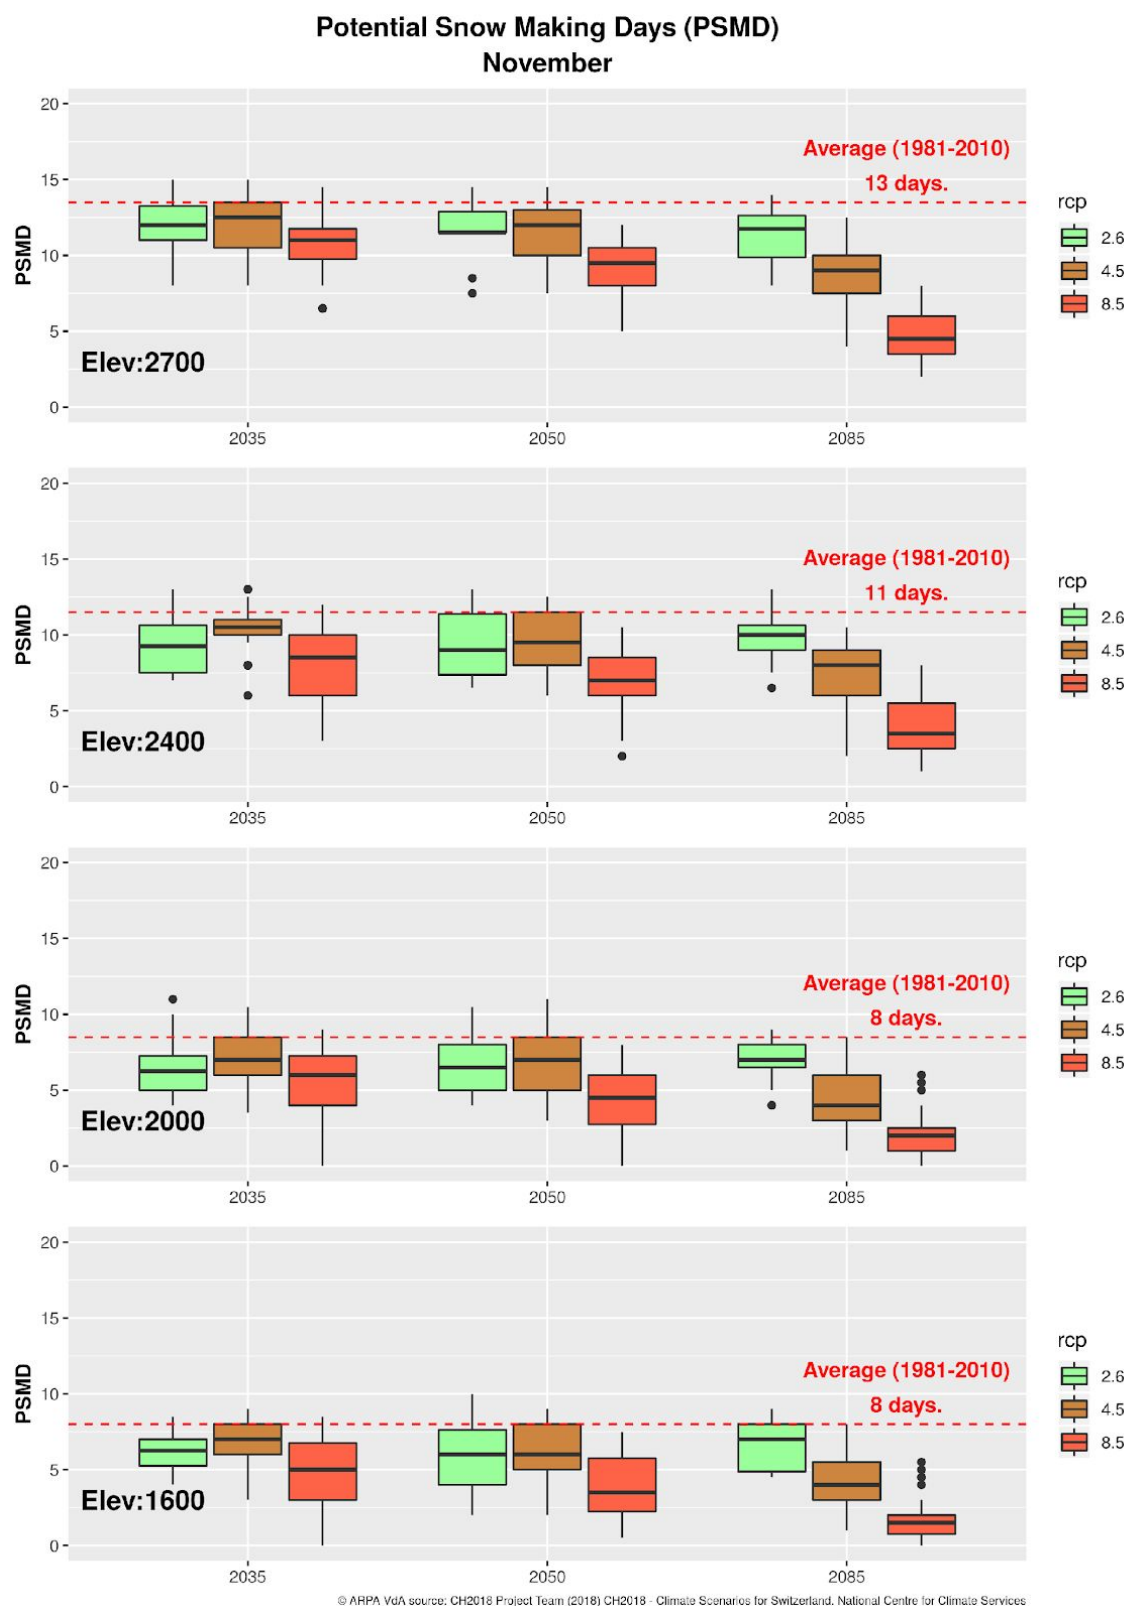 Potential Snow Making Days (PSMD)
November
20
15
10
5
0
PSMD
Average (1981-2010)
13 days.
Elev:2700
2035
2050
2085
rcp
2.6
4.5
8.5
20
15
10
5
0
PSMD
Average (1981-2010)
11 days.
Elev:2400
2035
2050
2085
rcp
2.6
4.5
8.5
20
15
10
5
0
PSMD
Average (1981-2010)
8 days.
Elev:2000
2035
2050
2085
rcp
2.6
4.5
8.5
20
15
10
5
0
PSMD
Average (1981-2010)
8 days.
Elev:1600
2035
2050
2085
rcp
2.6
4.5
8.5
© ARPA VdA source: CH2018 Project Team (2018) CH2018 - Climate Scenarios for Switzerland. National Centre for Climate Services